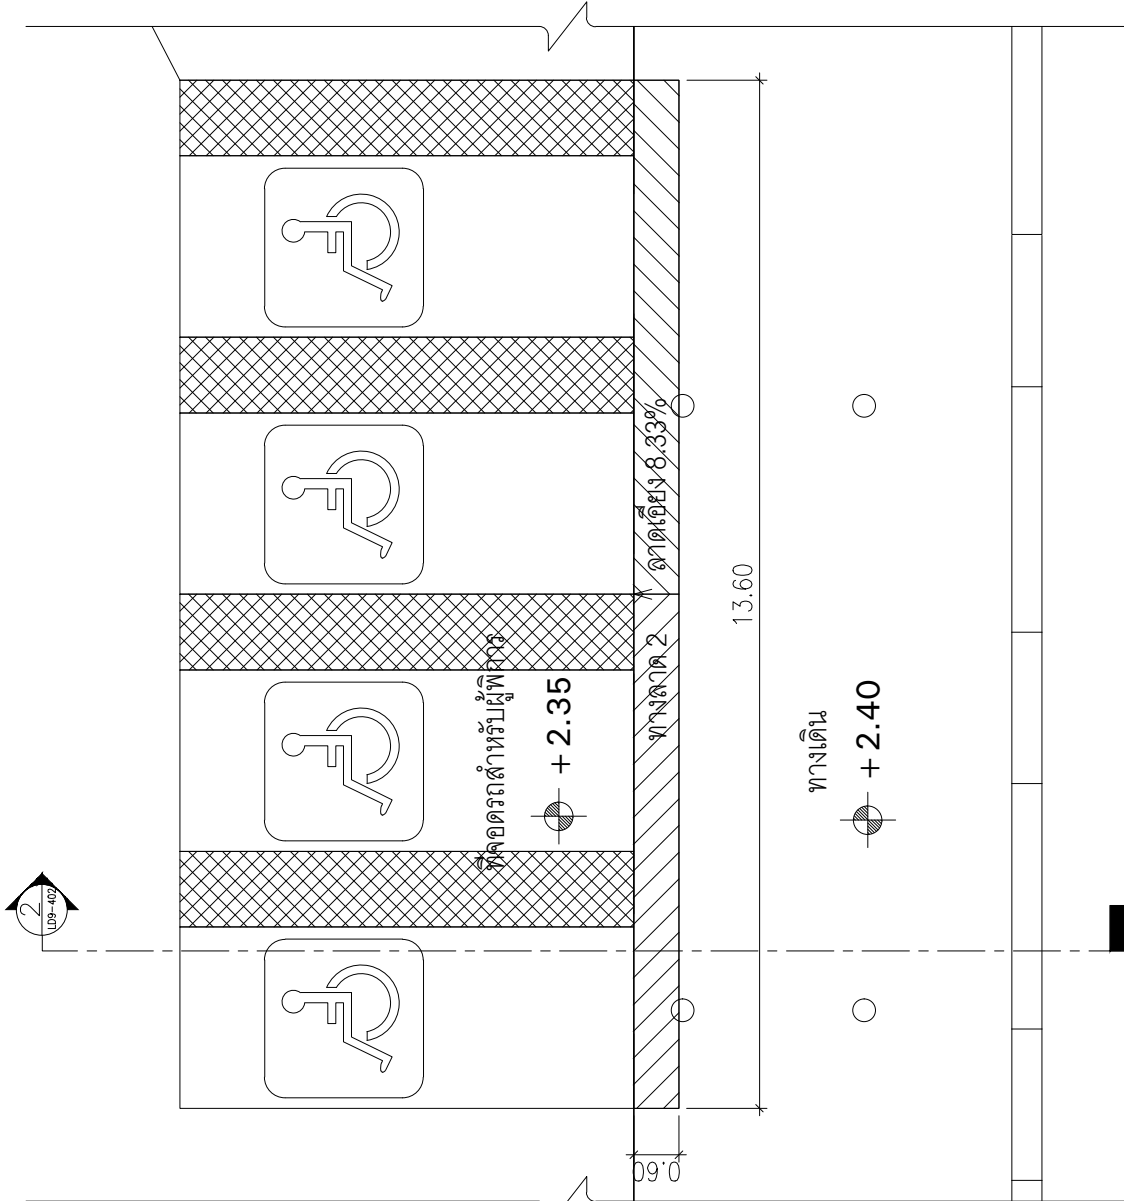 ที่จอดรถสำหรับผู้พิการ
+2.35
ทางลาด 2
ลาดเอียง 8.33%
13.60
ทางเดิน
+2.40
0.60
2
LD9-402